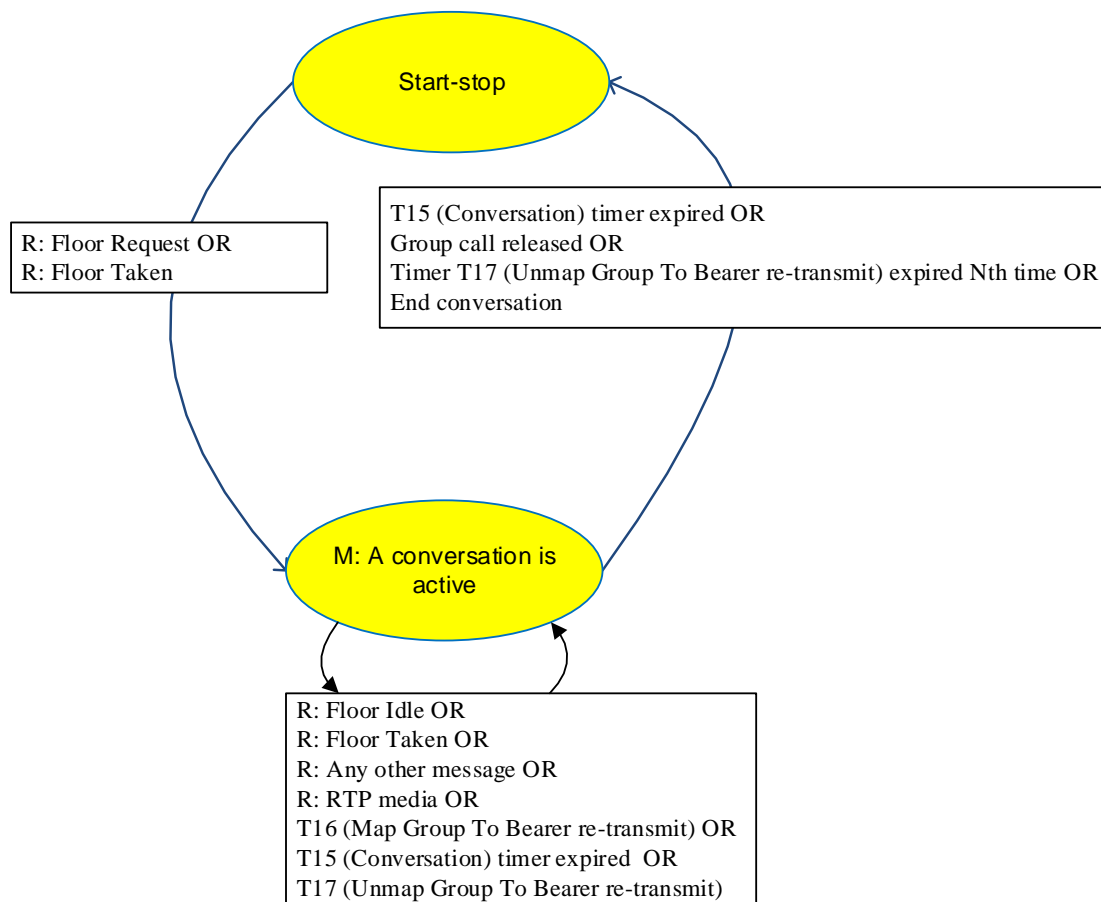 Start-stop
R: Floor Request OR
R: Floor Taken
T15 (Conversation) timer expired OR
Group call released OR
Timer T17 (Unmap Group To Bearer re-transmit) expired Nth time OR
End conversation
M: A conversation is
active
R: Floor Idle OR
R: Floor Taken OR
R: Any other message OR
R: RTP media OR
T16 (Map Group To Bearer re-transmit) OR
T15 (Conversation) timer expired  OR
T17 (Unmap Group To Bearer re-transmit)